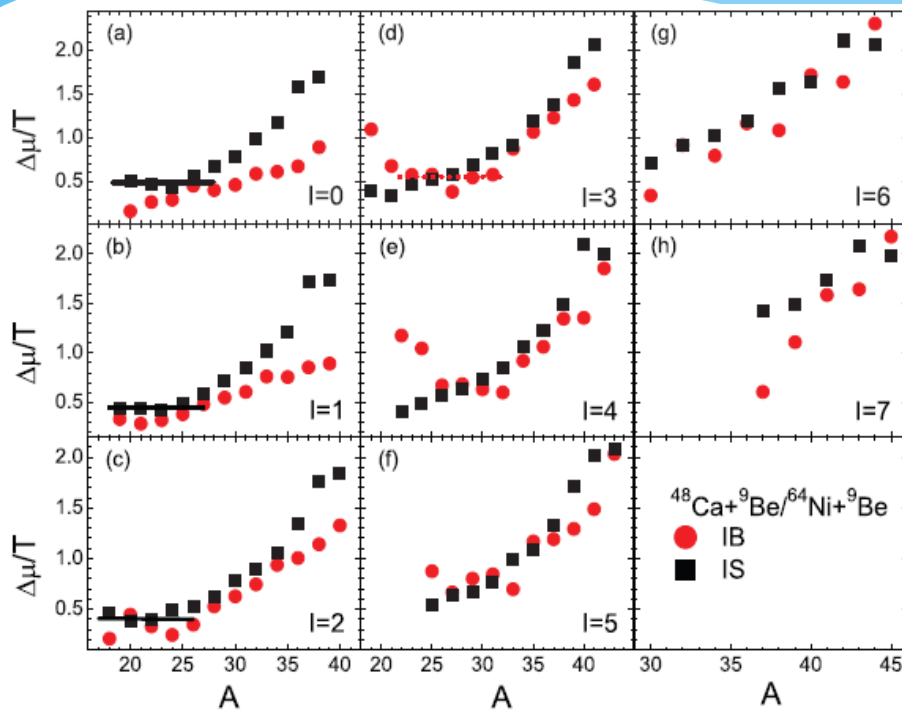 (a)
(d)
(g)
2.0
1.5
1.0
0.5
Δμ/T
I=0
I=3
I=6
(b)
(e)
(h)
2.0
1.5
1.0
0.5
Δμ/T
I=1
I=4
I=7
(c)
(f)
2.0
1.5
1.0
0.5
Δμ/T
I=2
I=5
⁴⁸Ca+⁹Be/⁶⁴Ni+⁹Be
IB
IS
20 25 30 35 40 20 25 30 35 40 30 35 40 45
A A A